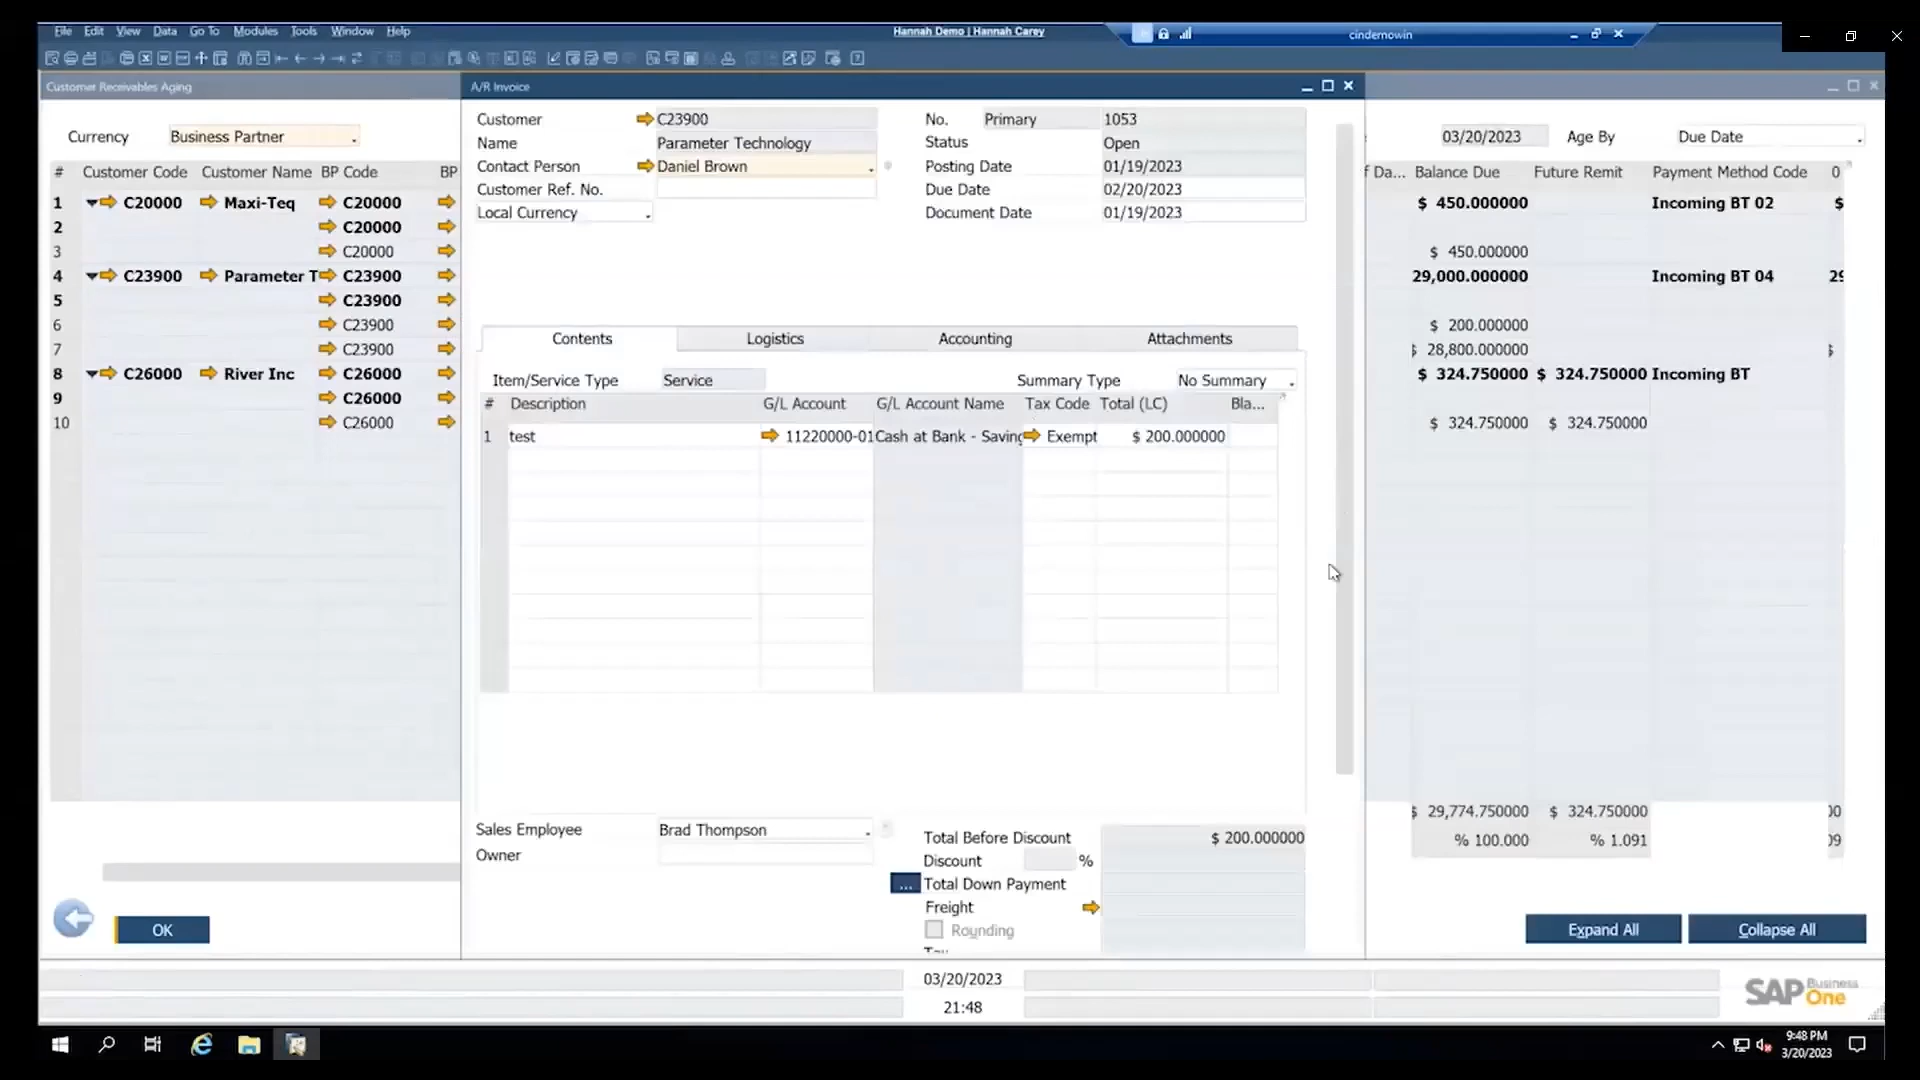 File Edit View Data Go To Modules Tools Window Help
Hannah Demo | Hannah Carey
cindemowin
Customer Receivables Aging
A/R Invoice
Currency Business Partner
03/20/2023 Age By Due Date
# Customer Code Customer Name BP Code BP
f Da... Balance Due Future Remit Payment Method Code 0
1 C20000 Maxi-Teq C20000 $ 450.000000 Incoming BT 02 $
2 C20000
3 C20000 $ 450.000000
4 C23900 Parameter T C23900 29,000.000000 Incoming BT 04 29
5 C23900
6 C23900 $ 200.000000
7 C23900 $ 28,800.000000 $
8 C26000 River Inc C26000 $ 324.750000 $ 324.750000 Incoming BT
9 C26000
10 C26000 $ 324.750000 $ 324.750000
$ 29,774.750000 $ 324.750000 00
% 100.000 % 1.091 09
OK
Expand All Collapse All
Customer C23900
Name Parameter Technology
Contact Person Daniel Brown
Customer Ref. No.
Local Currency
No. Primary 1053
Status Open
Posting Date 01/19/2023
Due Date 02/20/2023
Document Date 01/19/2023
Contents Logistics Accounting Attachments
Item/Service Type Service Summary Type No Summary
# Description G/L Account G/L Account Name Tax Code Total (LC) Bla...
1 test 11220000-01 Cash at Bank - Saving Exempt $ 200.000000
Sales Employee Brad Thompson
Owner
Total Before Discount $ 200.000000
Discount %
... Total Down Payment
Freight
Rounding
03/20/2023
21:48
SAP Business One
9:48 PM
3/20/2023